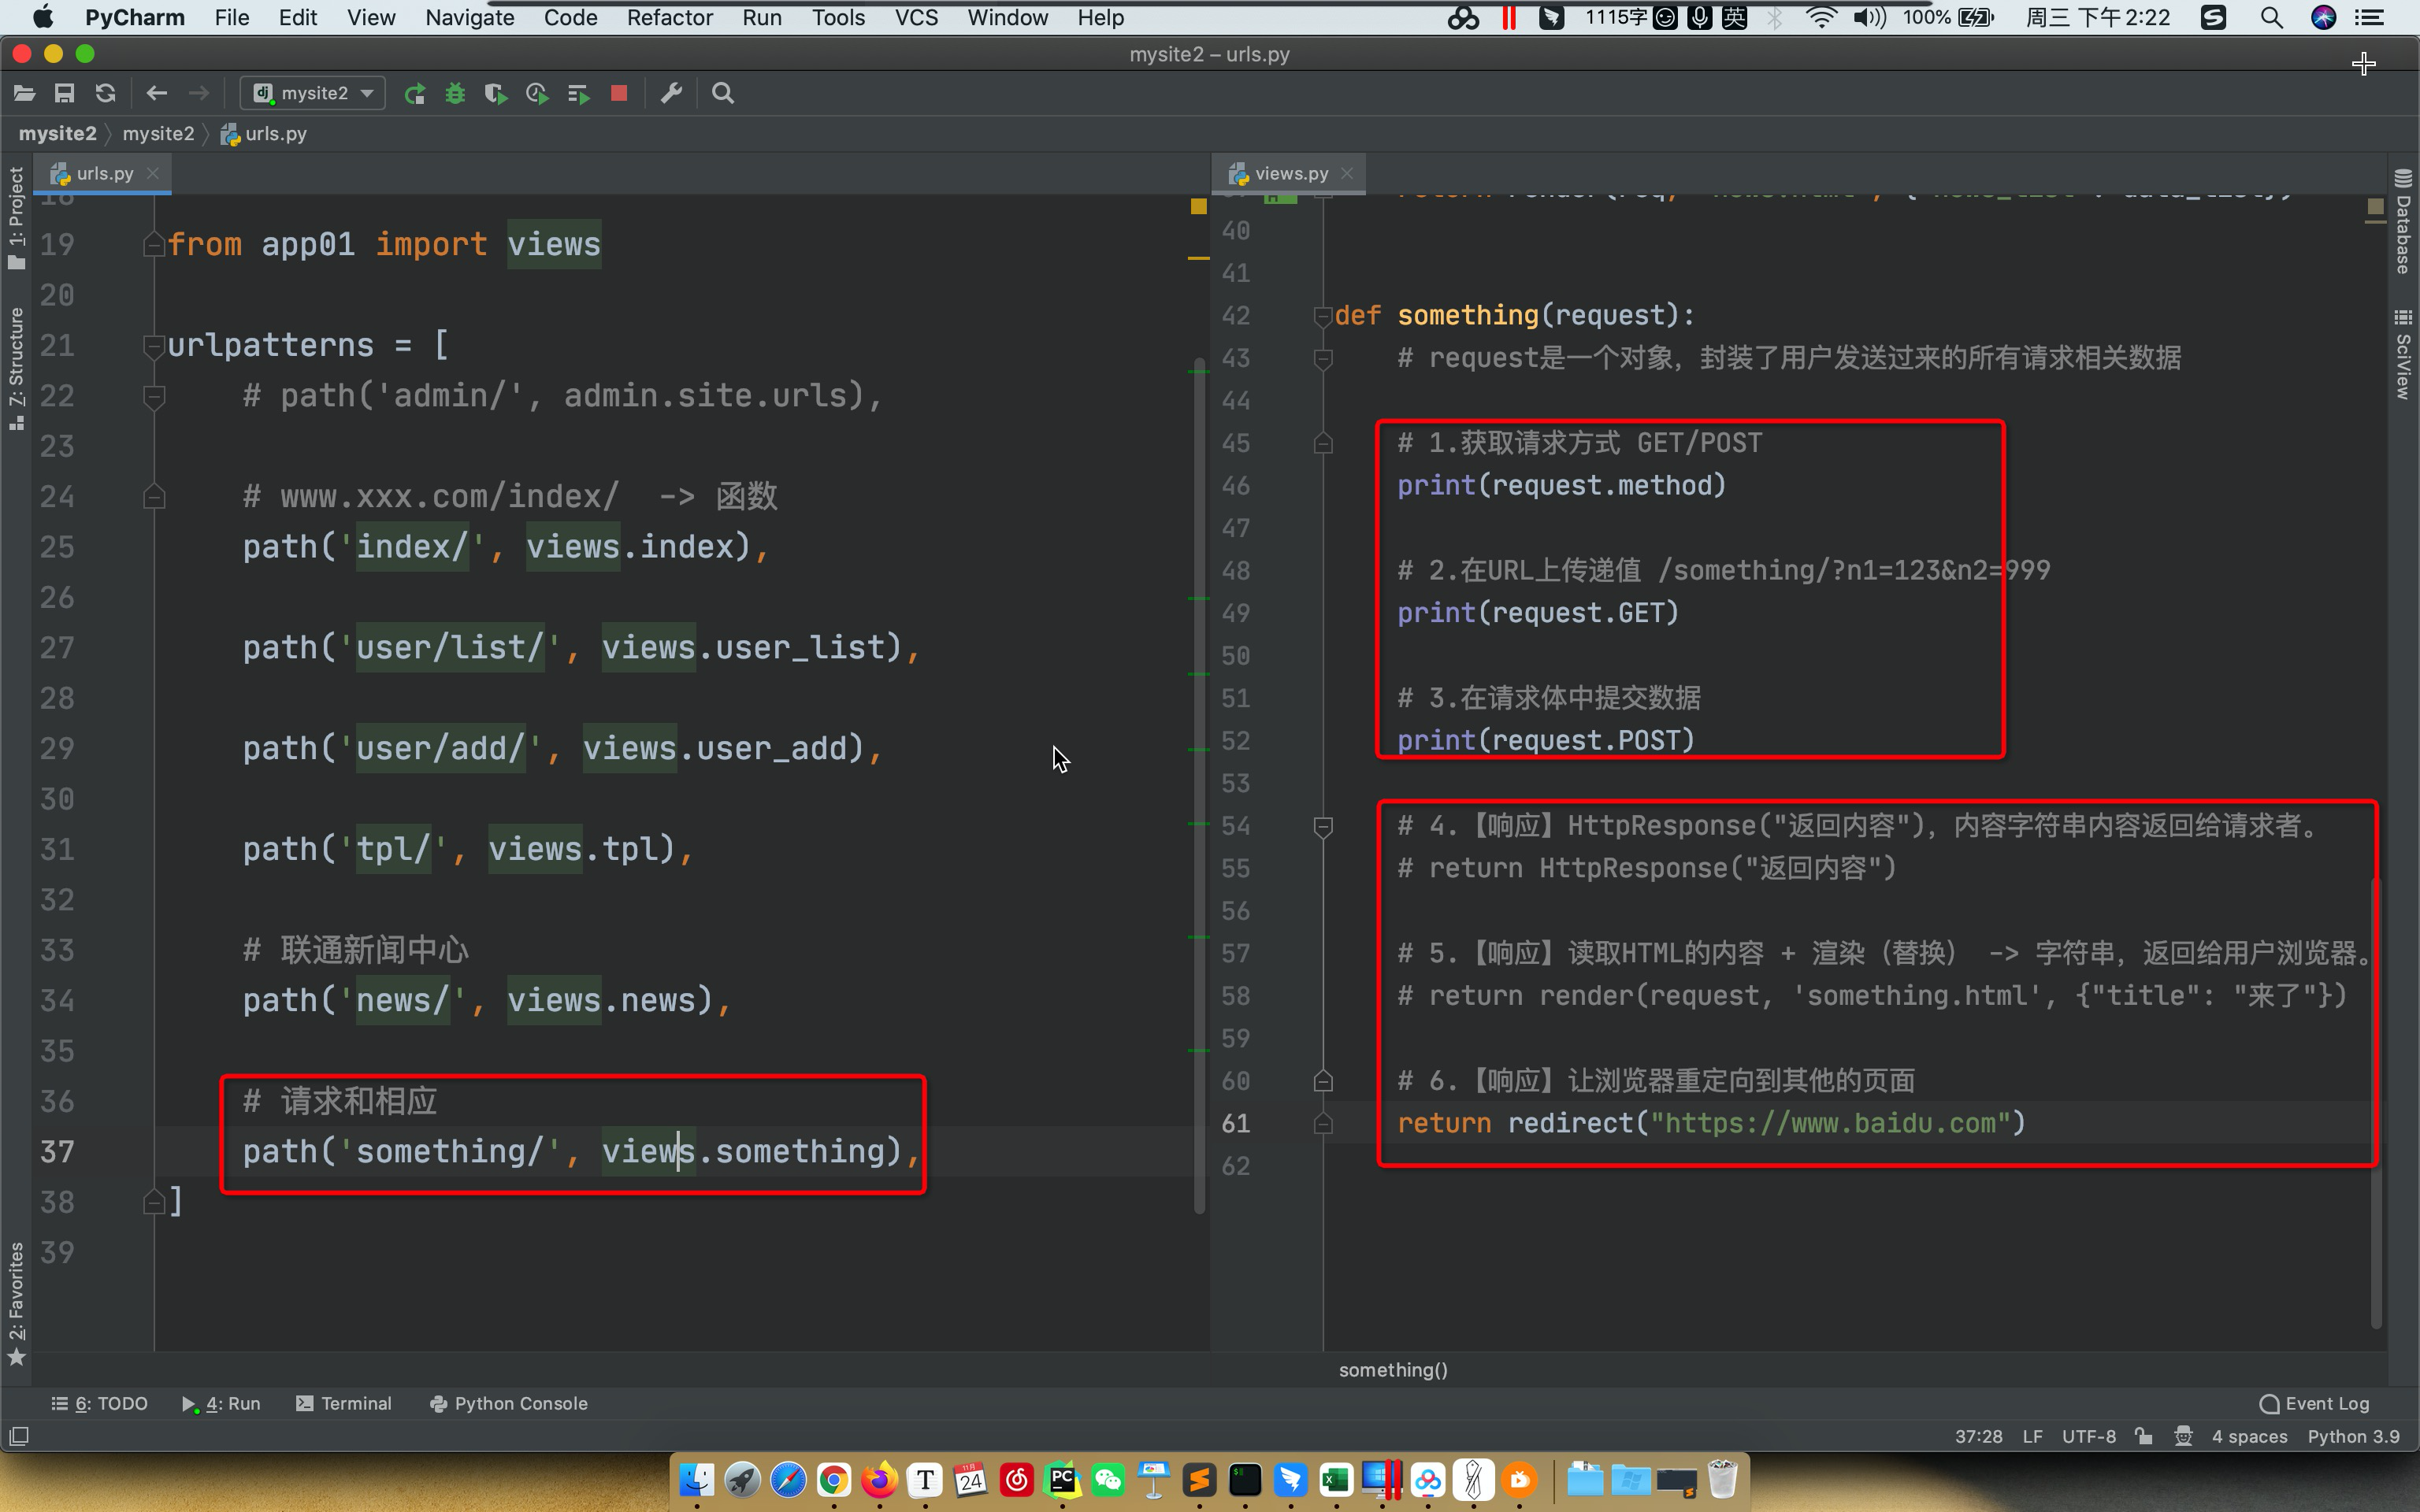 PyCharm File Edit View Navigate Code Refactor Run Tools VCS Window Help 1115字 英 100% 周三 下午2:22
mysite2 – urls.py
mysite2
mysite2 mysite2 urls.py
1: Project
7: Structure
2: Favorites
urls.py
18
19 from app01 import views
20
21 urlpatterns = [
22 # path('admin/', admin.site.urls),
23
24 # www.xxx.com/index/  -> 函数
25 path('index/', views.index),
26
27 path('user/list/', views.user_list),
28
29 path('user/add/', views.user_add),
30
31 path('tpl/', views.tpl),
32
33 # 联通新闻中心
34 path('news/', views.news),
35
36 # 请求和相应
37 path('something/', views.something),
38 ]
39
views.py
40
41
42 def something(request):
43 # request是一个对象，封装了用户发送过来的所有请求相关数据
44
45 # 1.获取请求方式 GET/POST
46 print(request.method)
47
48 # 2.在URL上传递值 /something/?n1=123&n2=999
49 print(request.GET)
50
51 # 3.在请求体中提交数据
52 print(request.POST)
53
54 # 4.【响应】HttpResponse("返回内容")，内容字符串内容返回给请求者。
55 # return HttpResponse("返回内容")
56
57 # 5.【响应】读取HTML的内容 + 渲染（替换） -> 字符串，返回给用户浏览器。
58 # return render(request, 'something.html', {"title": "来了"})
59
60 # 6.【响应】让浏览器重定向到其他的页面
61 return redirect("https://www.baidu.com")
62
something()
Database
SciView
6: TODO 4: Run Terminal Python Console Event Log
37:28 LF UTF-8 4 spaces Python 3.9
T 11月 24 PC